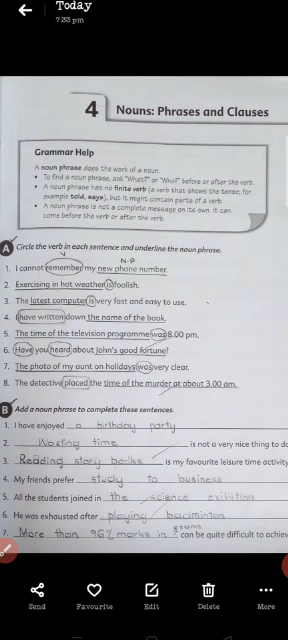 Today
7:33 pm
4 Nouns: Phrases and Clauses
Grammar Help
A noun phrase does the work of a noun.
• To find a noun phrase, ask "What?" or "Who?" before or after the verb.
• A noun phrase has no finite verb (a verb that shows the tense; for
example told, says), but it might contain parts of a verb.
• A noun phrase is not a complete message on its own. It can
come before the verb or after the verb.
A Circle the verb in each sentence and underline the noun phrase.
V N-P
1. I cannot remember my new phone number.
2. Exercising in hot weather is foolish.
3. The latest computer is very fast and easy to use.
4. I have written down the name of the book.
5. The time of the television programme was 8.00 pm.
6. Have you heard about John's good fortune?
7. The photo of my aunt on holidays was very clear.
8. The detective placed the time of the murder at about 3.00 am.
B Add a noun phrase to complete these sentences.
1. I have enjoyed a birthday party
2. Wasting time is not a very nice thing to do
3. Reading story books is my favourite leisure time activity
4. My friends prefer study to business
5. All the students joined in the science exibition
6. He was exhausted after playing badminton
7. More than 96% marks in exams can be quite difficult to achiev
Send
Favourite
Edit
Delete
More